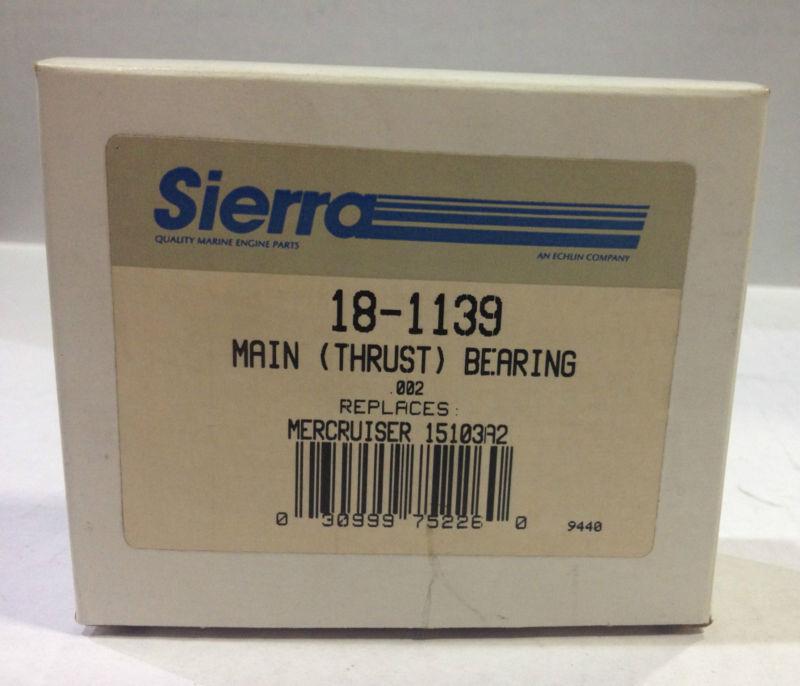 Sierra
QUALITY MARINE ENGINE PARTS
AN ECHLIN COMPANY
18-1139
MAIN (THRUST) BEARING
.002
REPLACES:
MERCRUISER 15103A2
0 30999 75226 0
9440